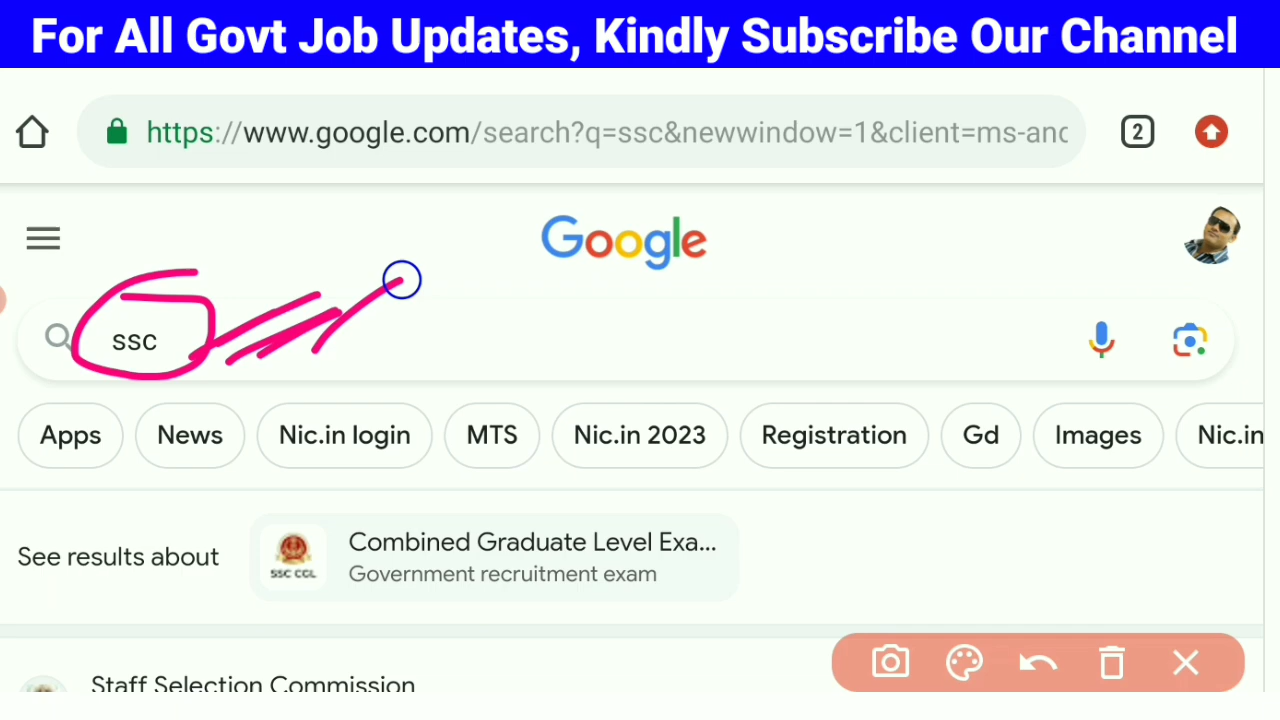 For All Govt Job Updates, Kindly Subscribe Our Channel
https://www.google.com/search?q=ssc&newwindow=1&client=ms-anc
2
Google
ssc
Apps News Nic.in login MTS Nic.in 2023 Registration Gd Images Nic.in
See results about
Combined Graduate Level Exa...
Government recruitment exam
SSC CGL
Staff Selection Commission